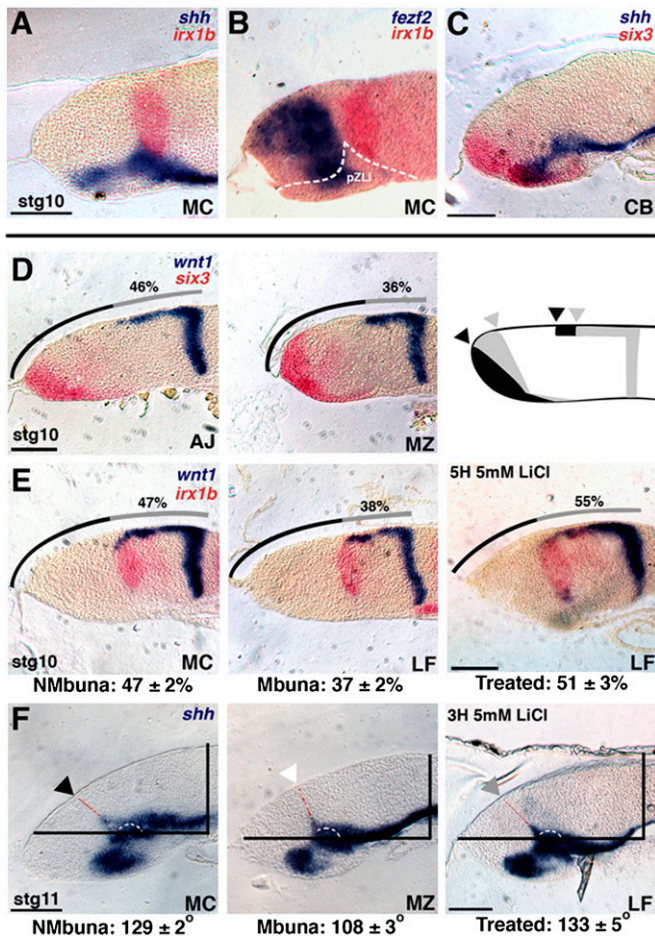 A
shh
irx1b
stg10
MC
B
fezf2
irx1b
pZLI
MC
C
shh
six3
CB
D
wnt1
six3
46%
stg10
AJ
36%
MZ
E
wnt1
irx1b
47%
stg10
MC
38%
LF
5H 5mM LiCl
55%
LF
NMbuna: 47 ± 2%
Mbuna: 37 ± 2%
Treated: 51 ± 3%
F
shh
stg11
MC
MZ
3H 5mM LiCl
LF
NMbuna: 129 ± 2°
Mbuna: 108 ± 3°
Treated: 133 ± 5°